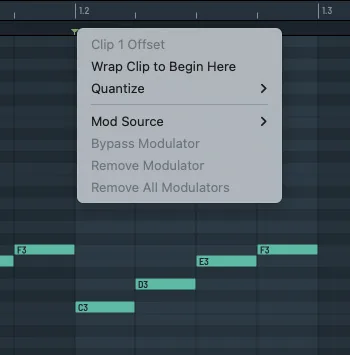 1.2
1.3
Clip 1 Offset
Wrap Clip to Begin Here
Quantize
Mod Source
Bypass Modulator
Remove Modulator
Remove All Modulators
F3
F3
E3
D3
C3